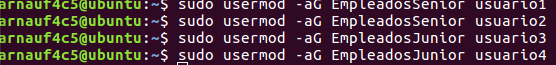 arnauf4c5@ubuntu:~$ sudo usermod -aG EmpleadosSenior usuario1
arnauf4c5@ubuntu:~$ sudo usermod -aG EmpleadosSenior usuario2
arnauf4c5@ubuntu:~$ sudo usermod -aG EmpleadosJunior usuario3
arnauf4c5@ubuntu:~$ sudo usermod -aG EmpleadosJunior usuario4